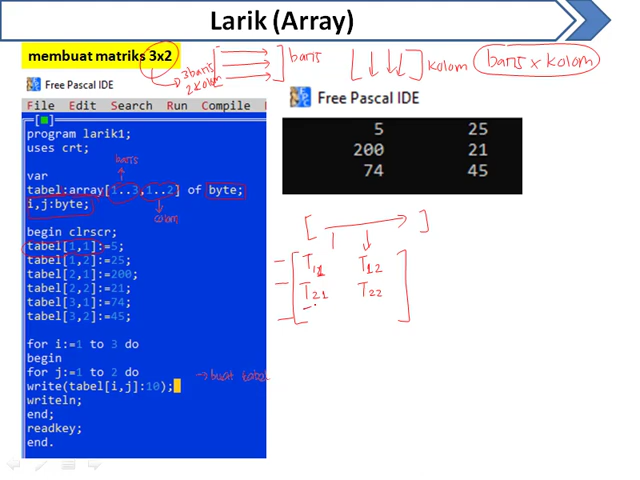 Larik (Array)
membuat matriks 3x2
3 baris
2 kolom
baris
kolom
baris x kolom
Free Pascal IDE
File Edit Search Run Compile
Free Pascal IDE
5 25
200 21
74 45
program larik1;
uses crt;
baris
var
tabel:array[1..3,1..2] of byte;
i,j:byte;
kolom
begin clrscr;
tabel[1,1]:=5;
tabel[1,2]:=25;
tabel[2,1]:=200;
tabel[2,2]:=21;
tabel[3,1]:=74;
tabel[3,2]:=45;
T11 T12
T21 T22
for i:=1 to 3 do
begin
for j:=1 to 2 do
write(tabel[i,j]:10);
→ buat tabel
writeln;
end;
readkey;
end.